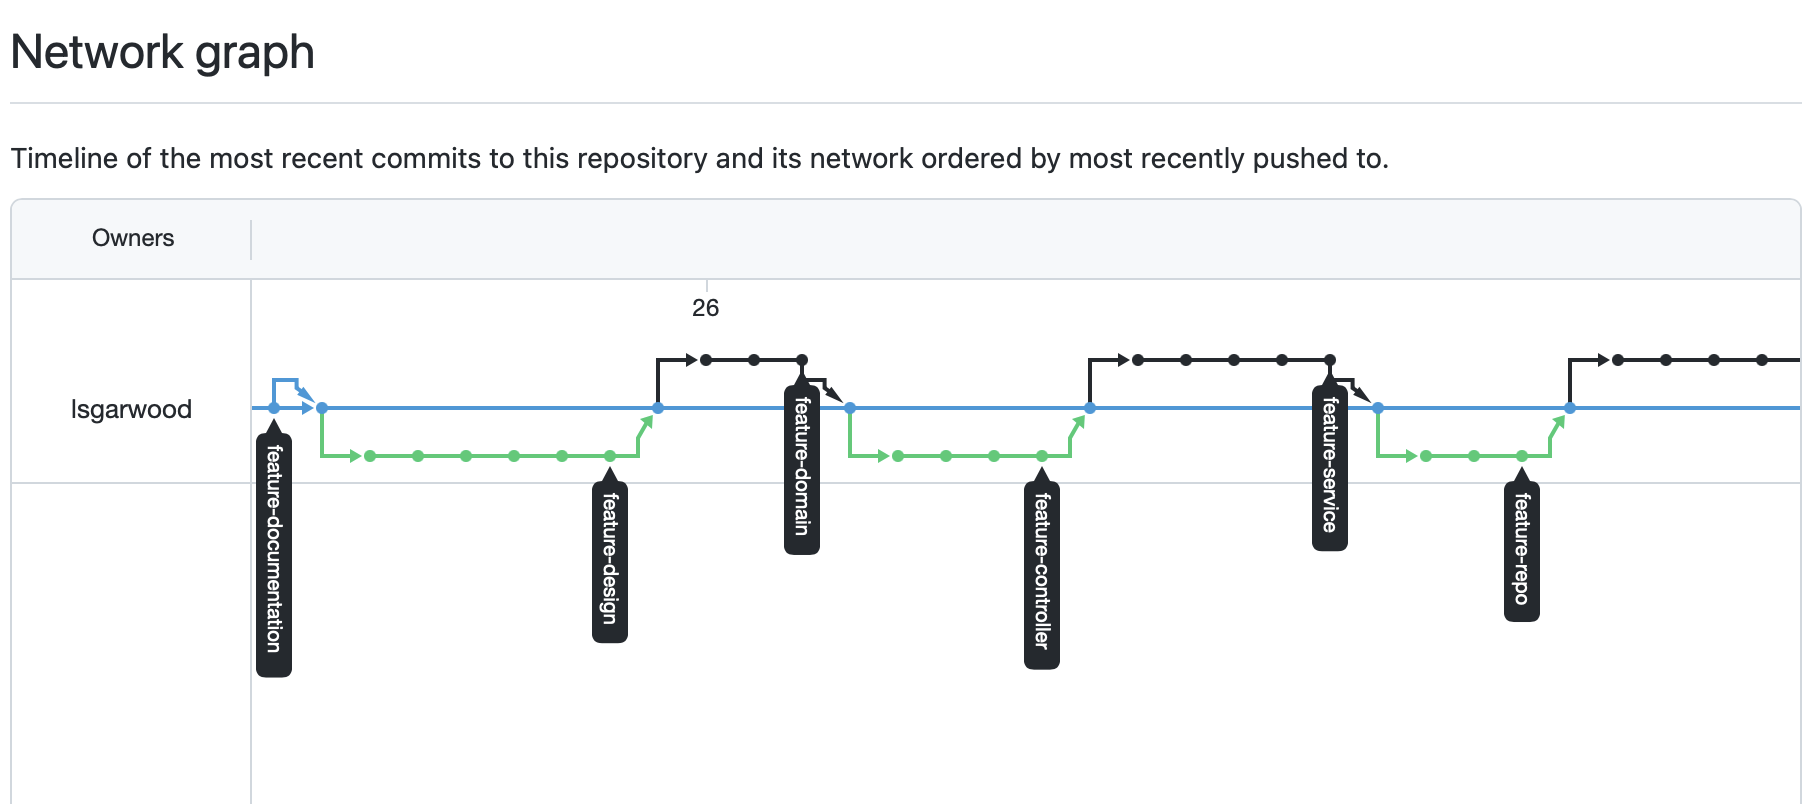 Network graph
Timeline of the most recent commits to this repository and its network ordered by most recently pushed to.
Owners
26
lsgarwood
feature-documentation
feature-design
feature-domain
feature-controller
feature-service
feature-repo